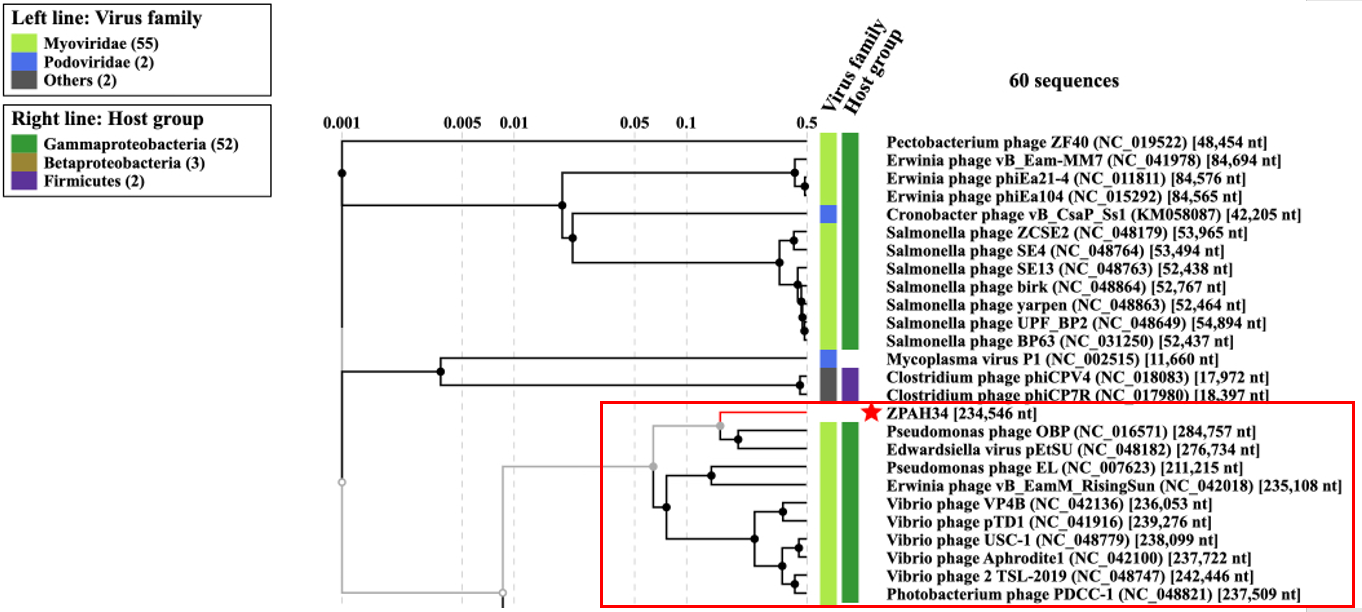 Left line: Virus family
Myoviridae (55)
Podoviridae (2)
Others (2)
Right line: Host group
Gammaproteobacteria (52)
Betaproteobacteria (3)
Firmicutes (2)
Virus family
Host group
60 sequences
0.001 0.005 0.01 0.05 0.1 0.5
Pectobacterium phage ZF40 (NC_019522) [48,454 nt]
Erwinia phage vB_Eam-MM7 (NC_041978) [84,694 nt]
Erwinia phage phiEa21-4 (NC_011811) [84,576 nt]
Erwinia phage phiEa104 (NC_015292) [84,565 nt]
Cronobacter phage vB_CsaP_Ss1 (KM058087) [42,205 nt]
Salmonella phage ZCSE2 (NC_048179) [53,965 nt]
Salmonella phage SE4 (NC_048764) [53,494 nt]
Salmonella phage SE13 (NC_048763) [52,438 nt]
Salmonella phage birk (NC_048864) [52,767 nt]
Salmonella phage yarpen (NC_048863) [52,464 nt]
Salmonella phage UPF_BP2 (NC_048649) [54,894 nt]
Salmonella phage BP63 (NC_031250) [52,437 nt]
Mycoplasma virus P1 (NC_002515) [11,660 nt]
Clostridium phage phiCPV4 (NC_018083) [17,972 nt]
Clostridium phage phiCP7R (NC_017980) [18,397 nt]
ZPAH34 [234,546 nt]
Pseudomonas phage OBP (NC_016571) [284,757 nt]
Edwardsiella virus pEtSU (NC_048182) [276,734 nt]
Pseudomonas phage EL (NC_007623) [211,215 nt]
Erwinia phage vB_EamM_RisingSun (NC_042018) [235,108 nt]
Vibrio phage VP4B (NC_042136) [236,053 nt]
Vibrio phage pTD1 (NC_041916) [239,276 nt]
Vibrio phage USC-1 (NC_048779) [238,099 nt]
Vibrio phage Aphrodite1 (NC_042100) [237,722 nt]
Vibrio phage 2 TSL-2019 (NC_048747) [242,446 nt]
Photobacterium phage PDCC-1 (NC_048821) [237,509 nt]